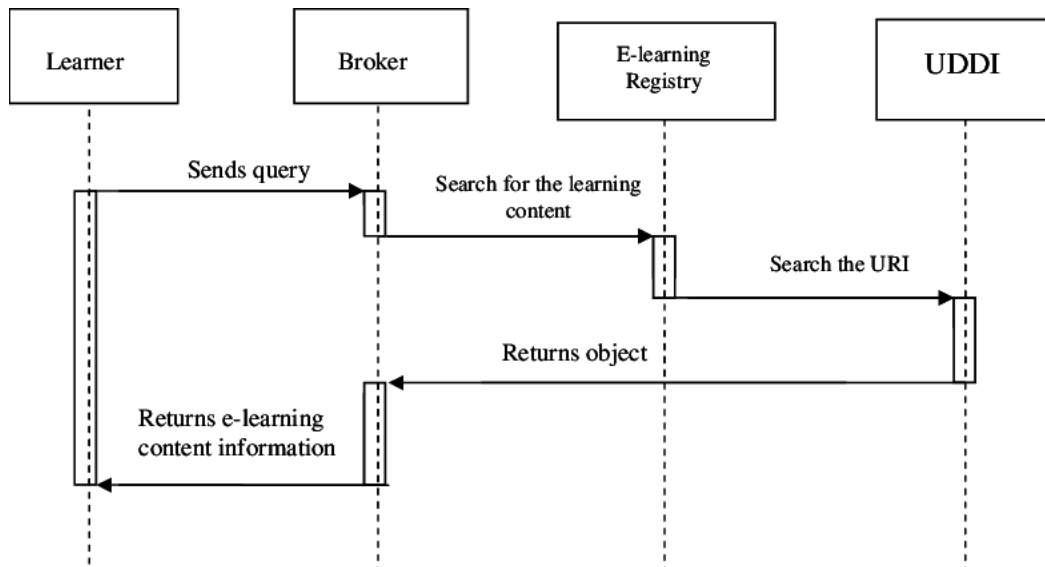 Learner
Broker
E-learning
Registry
UDDI
Sends query
Search for the learning
content
Search the URI
Returns object
Returns e-learning
content information